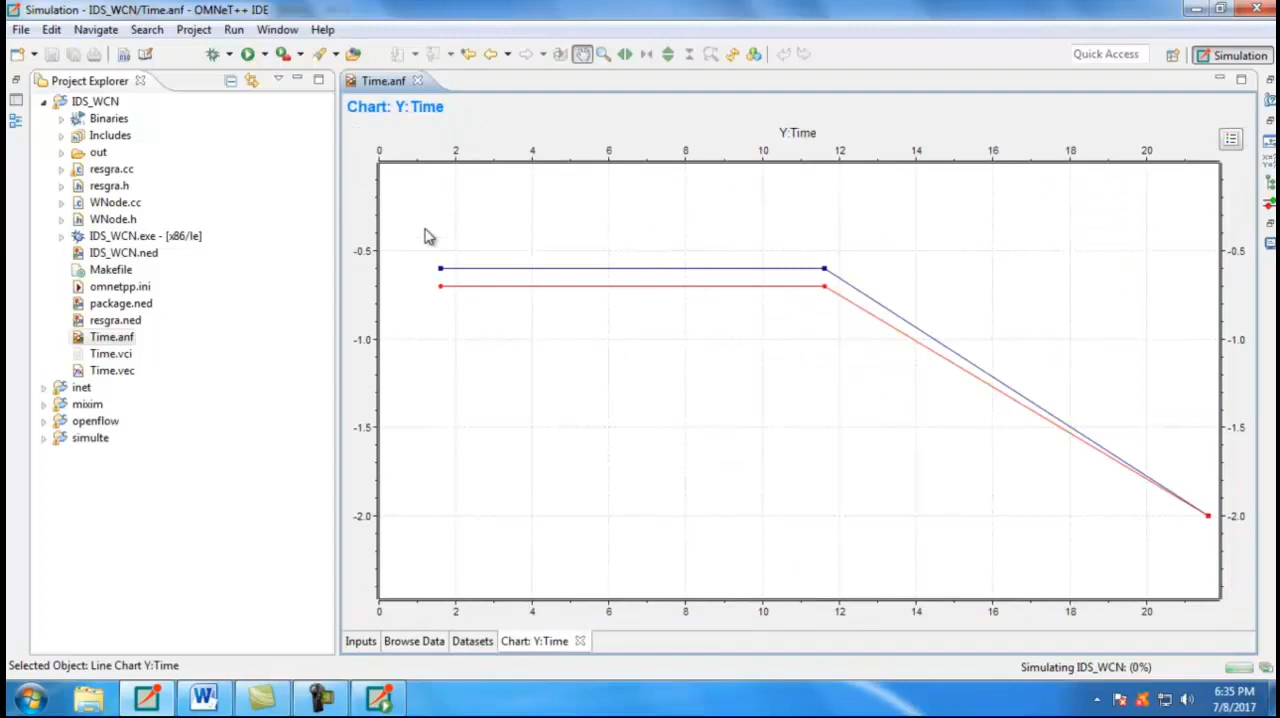 Simulation - IDS_WCN/Time.anf - OMNeT++ IDE
File Edit Navigate Search Project Run Window Help
Quick Access
Simulation
Project Explorer
Time.anf
IDS_WCN
Binaries
Includes
out
resgra.cc
resgra.h
WNode.cc
WNode.h
IDS_WCN.exe - [x86/le]
IDS_WCN.ned
Makefile
omnetpp.ini
package.ned
resgra.ned
Time.anf
Time.vci
Time.vec
inet
mixim
openflow
simulte
Chart: Y:Time
Y:Time
0 2 4 6 8 10 12 14 16 18 20
-0.5 -0.5
-1.0 -1.0
-1.5 -1.5
-2.0 -2.0
0 2 4 6 8 10 12 14 16 18 20
Inputs Browse Data Datasets Chart: Y:Time
Selected Object: Line Chart Y:Time
Simulating IDS_WCN: (0%)
6:35 PM
7/8/2017